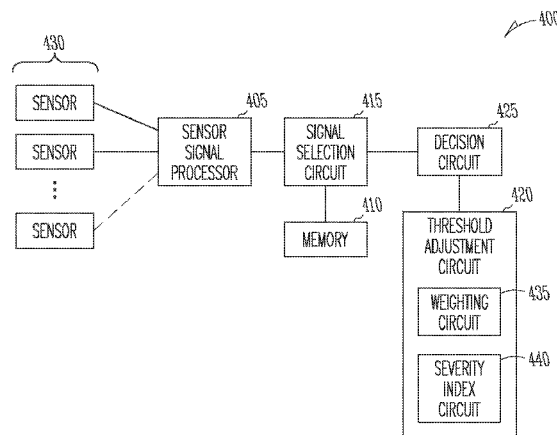 400
430
SENSOR
SENSOR
SENSOR
405
SENSOR
SIGNAL
PROCESSOR
415
SIGNAL
SELECTION
CIRCUIT
410
MEMORY
425
DECISION
CIRCUIT
420
THRESHOLD
ADJUSTMENT
CIRCUIT
435
WEIGHTING
CIRCUIT
440
SEVERITY
INDEX
CIRCUIT